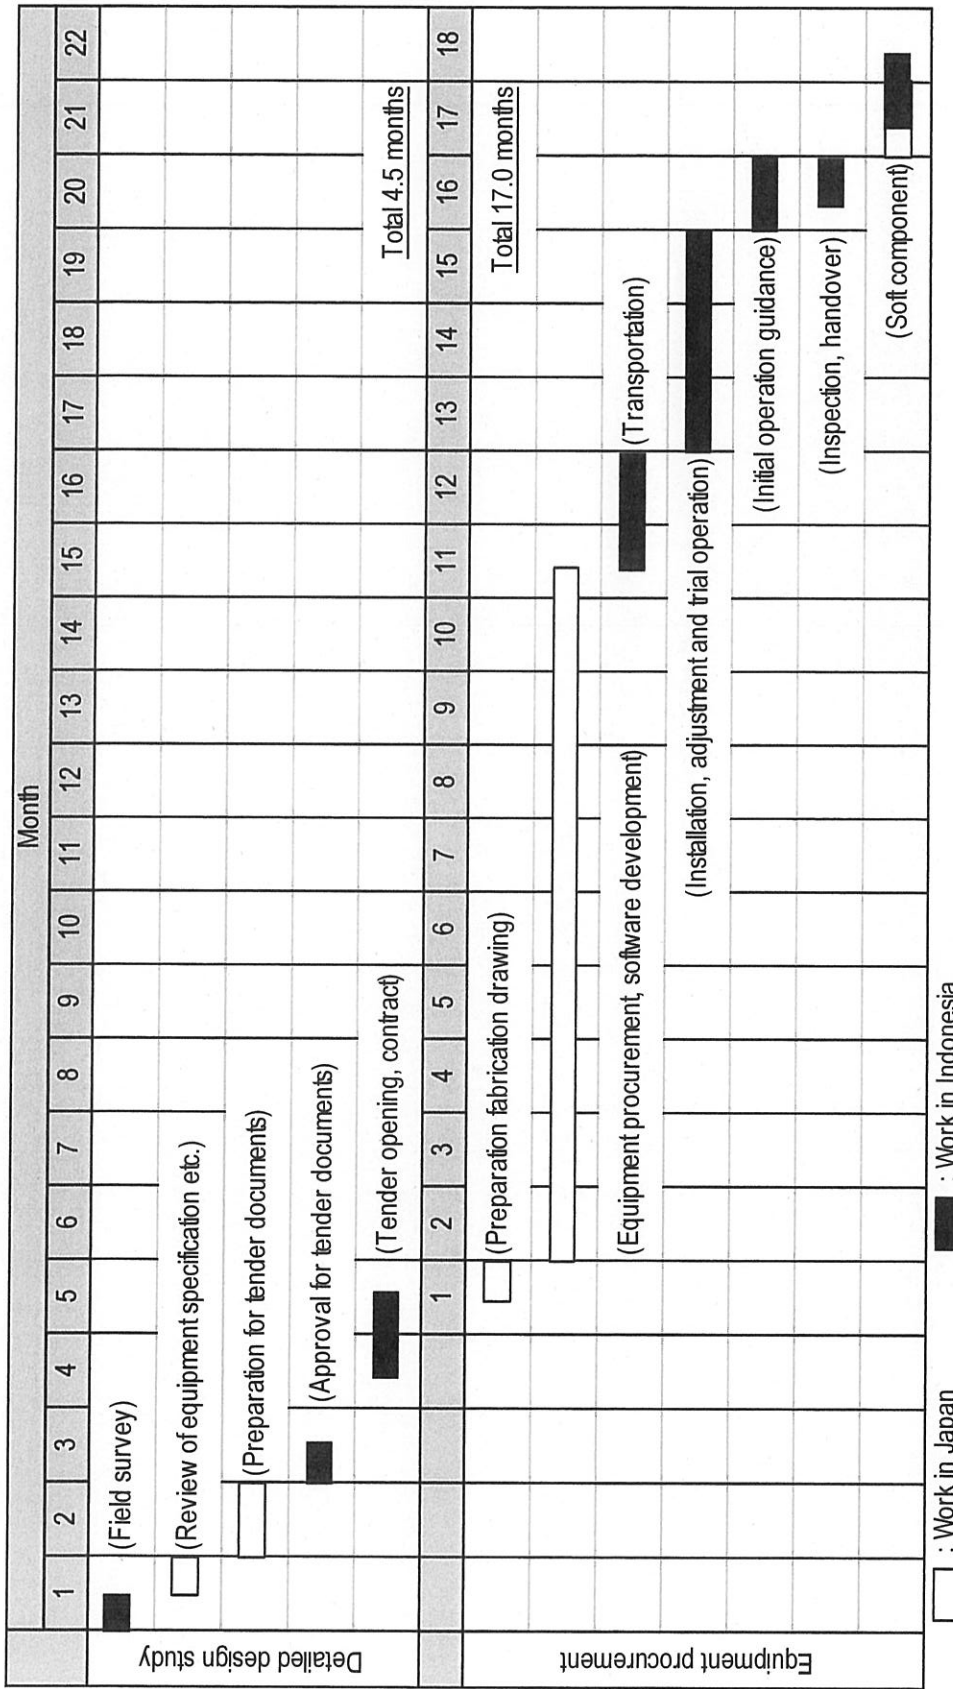 Month
1 2 3 4 5 6 7 8 9 10 11 12 13 14 15 16 17 18 19 20 21 22
Detailed design study
(Field survey)
(Review of equipment specification etc.)
(Preparation for tender documents)
(Approval for tender documents)
(Tender opening, contract)
Total 4.5 months
1 2 3 4 5 6 7 8 9 10 11 12 13 14 15 16 17 18
Equipment procurement
(Preparation fabrication drawing)
Total 17.0 months
(Equipment procurement, software development)
(Transportation)
(Installation, adjustment and trial operation)
(Initial operation guidance)
(Inspection, handover)
(Soft component)
: Work in Japan
: Work in Indonesia